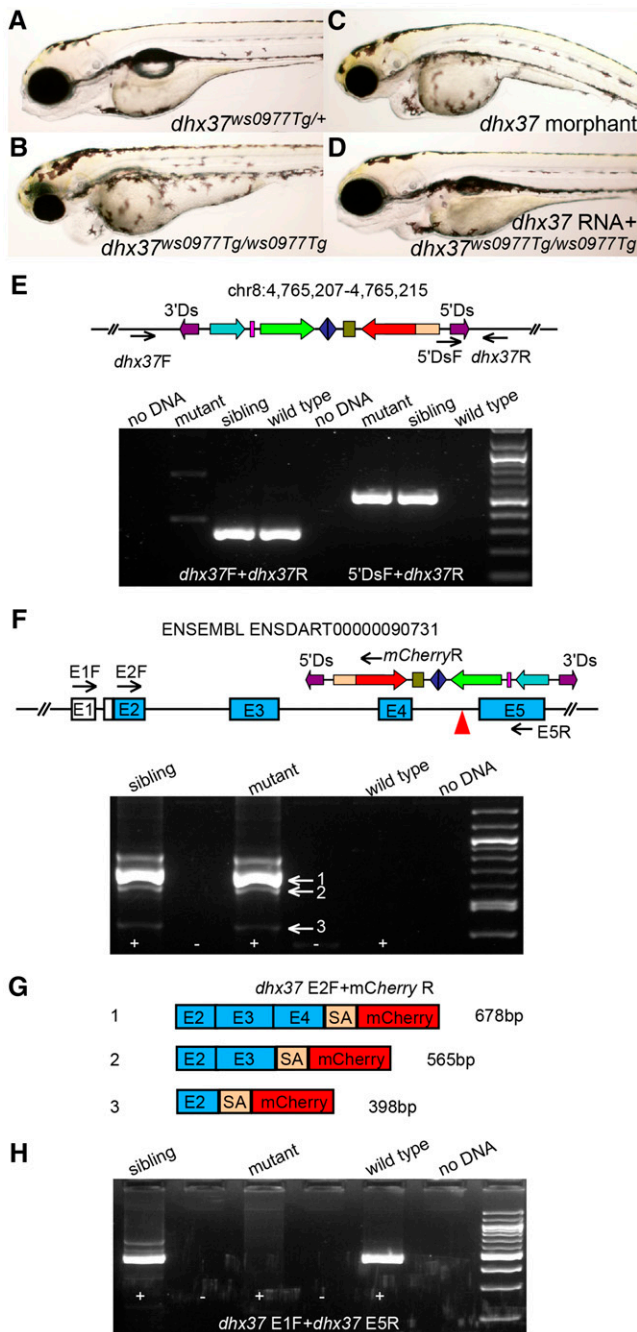 A
dhx37ws0977Tg/+
C
dhx37 morphant
B
dhx37ws0977Tg/ws0977Tg
D
dhx37 RNA+
dhx37ws0977Tg/ws0977Tg
E
chr8:4,765,207-4,765,215
3'Ds
5'Ds
dhx37F
5'DsF
dhx37R
no DNA
mutant
sibling
wild type
no DNA
mutant
sibling
wild type
dhx37F+dhx37R
5'DsF+dhx37R
F
ENSEMBL ENSDART00000090731
mCherryR
5'Ds
3'Ds
E1F
E2F
E1
E2
E3
E4
E5
E5R
sibling
mutant
wild type
no DNA
1
2
3
+ - + - +
G
dhx37 E2F+mCherry R
1 E2 E3 E4 SA mCherry 678bp
2 E2 E3 SA mCherry 565bp
3 E2 SA mCherry 398bp
H
sibling
mutant
wild type
no DNA
+ - + - +
dhx37 E1F+dhx37 E5R